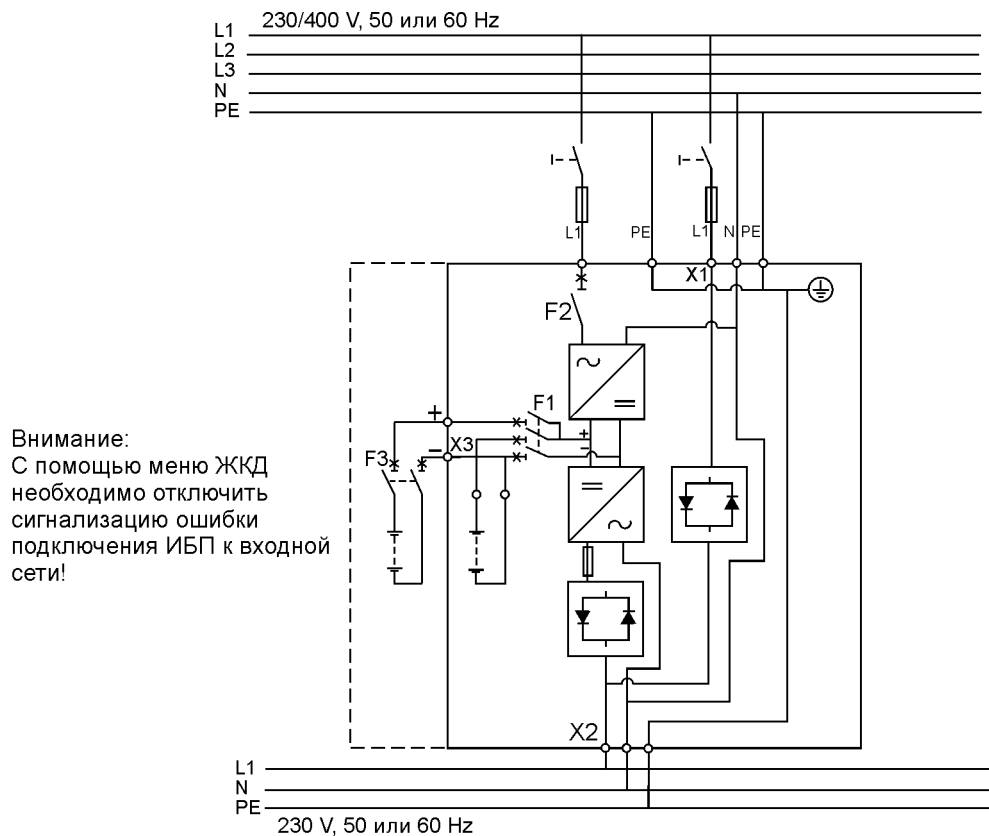 230/400 V, 50 или 60 Hz
L1
L2
L3
N
PE
L1
PE
L1
N
PE
X1
F2
F1
+
X3
−
+
−
F3
Внимание:
С помощью меню ЖКД
необходимо отключить
сигнализацию ошибки
подключения ИБП к входной
сети!
X2
L1
N
PE
230 V, 50 или 60 Hz